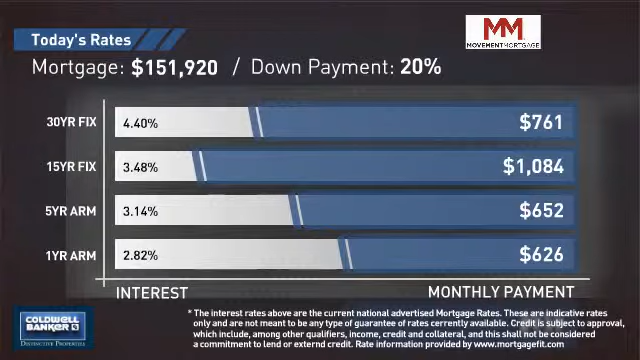 Today's Rates
MM
MOVEMENTMORTGAGE
Mortgage: $151,920 / Down Payment: 20%
30YR FIX 4.40% $761
15YR FIX 3.48% $1,084
5YR ARM 3.14% $652
1YR ARM 2.82% $626
INTEREST MONTHLY PAYMENT
COLDWELL
BANKER
DISTINCTIVE PROPERTIES
* The interest rates above are the current national advertised Mortgage Rates. These are indicative rates
only and are not meant to be any type of guarantee of rates cerrently available. Credit is subject to approval,
which include, among other qualifiers, income, credit and collateral, and this shall not be considered
a commitment to lend or externd credit. Rate information provided by www.mortgagefit.com